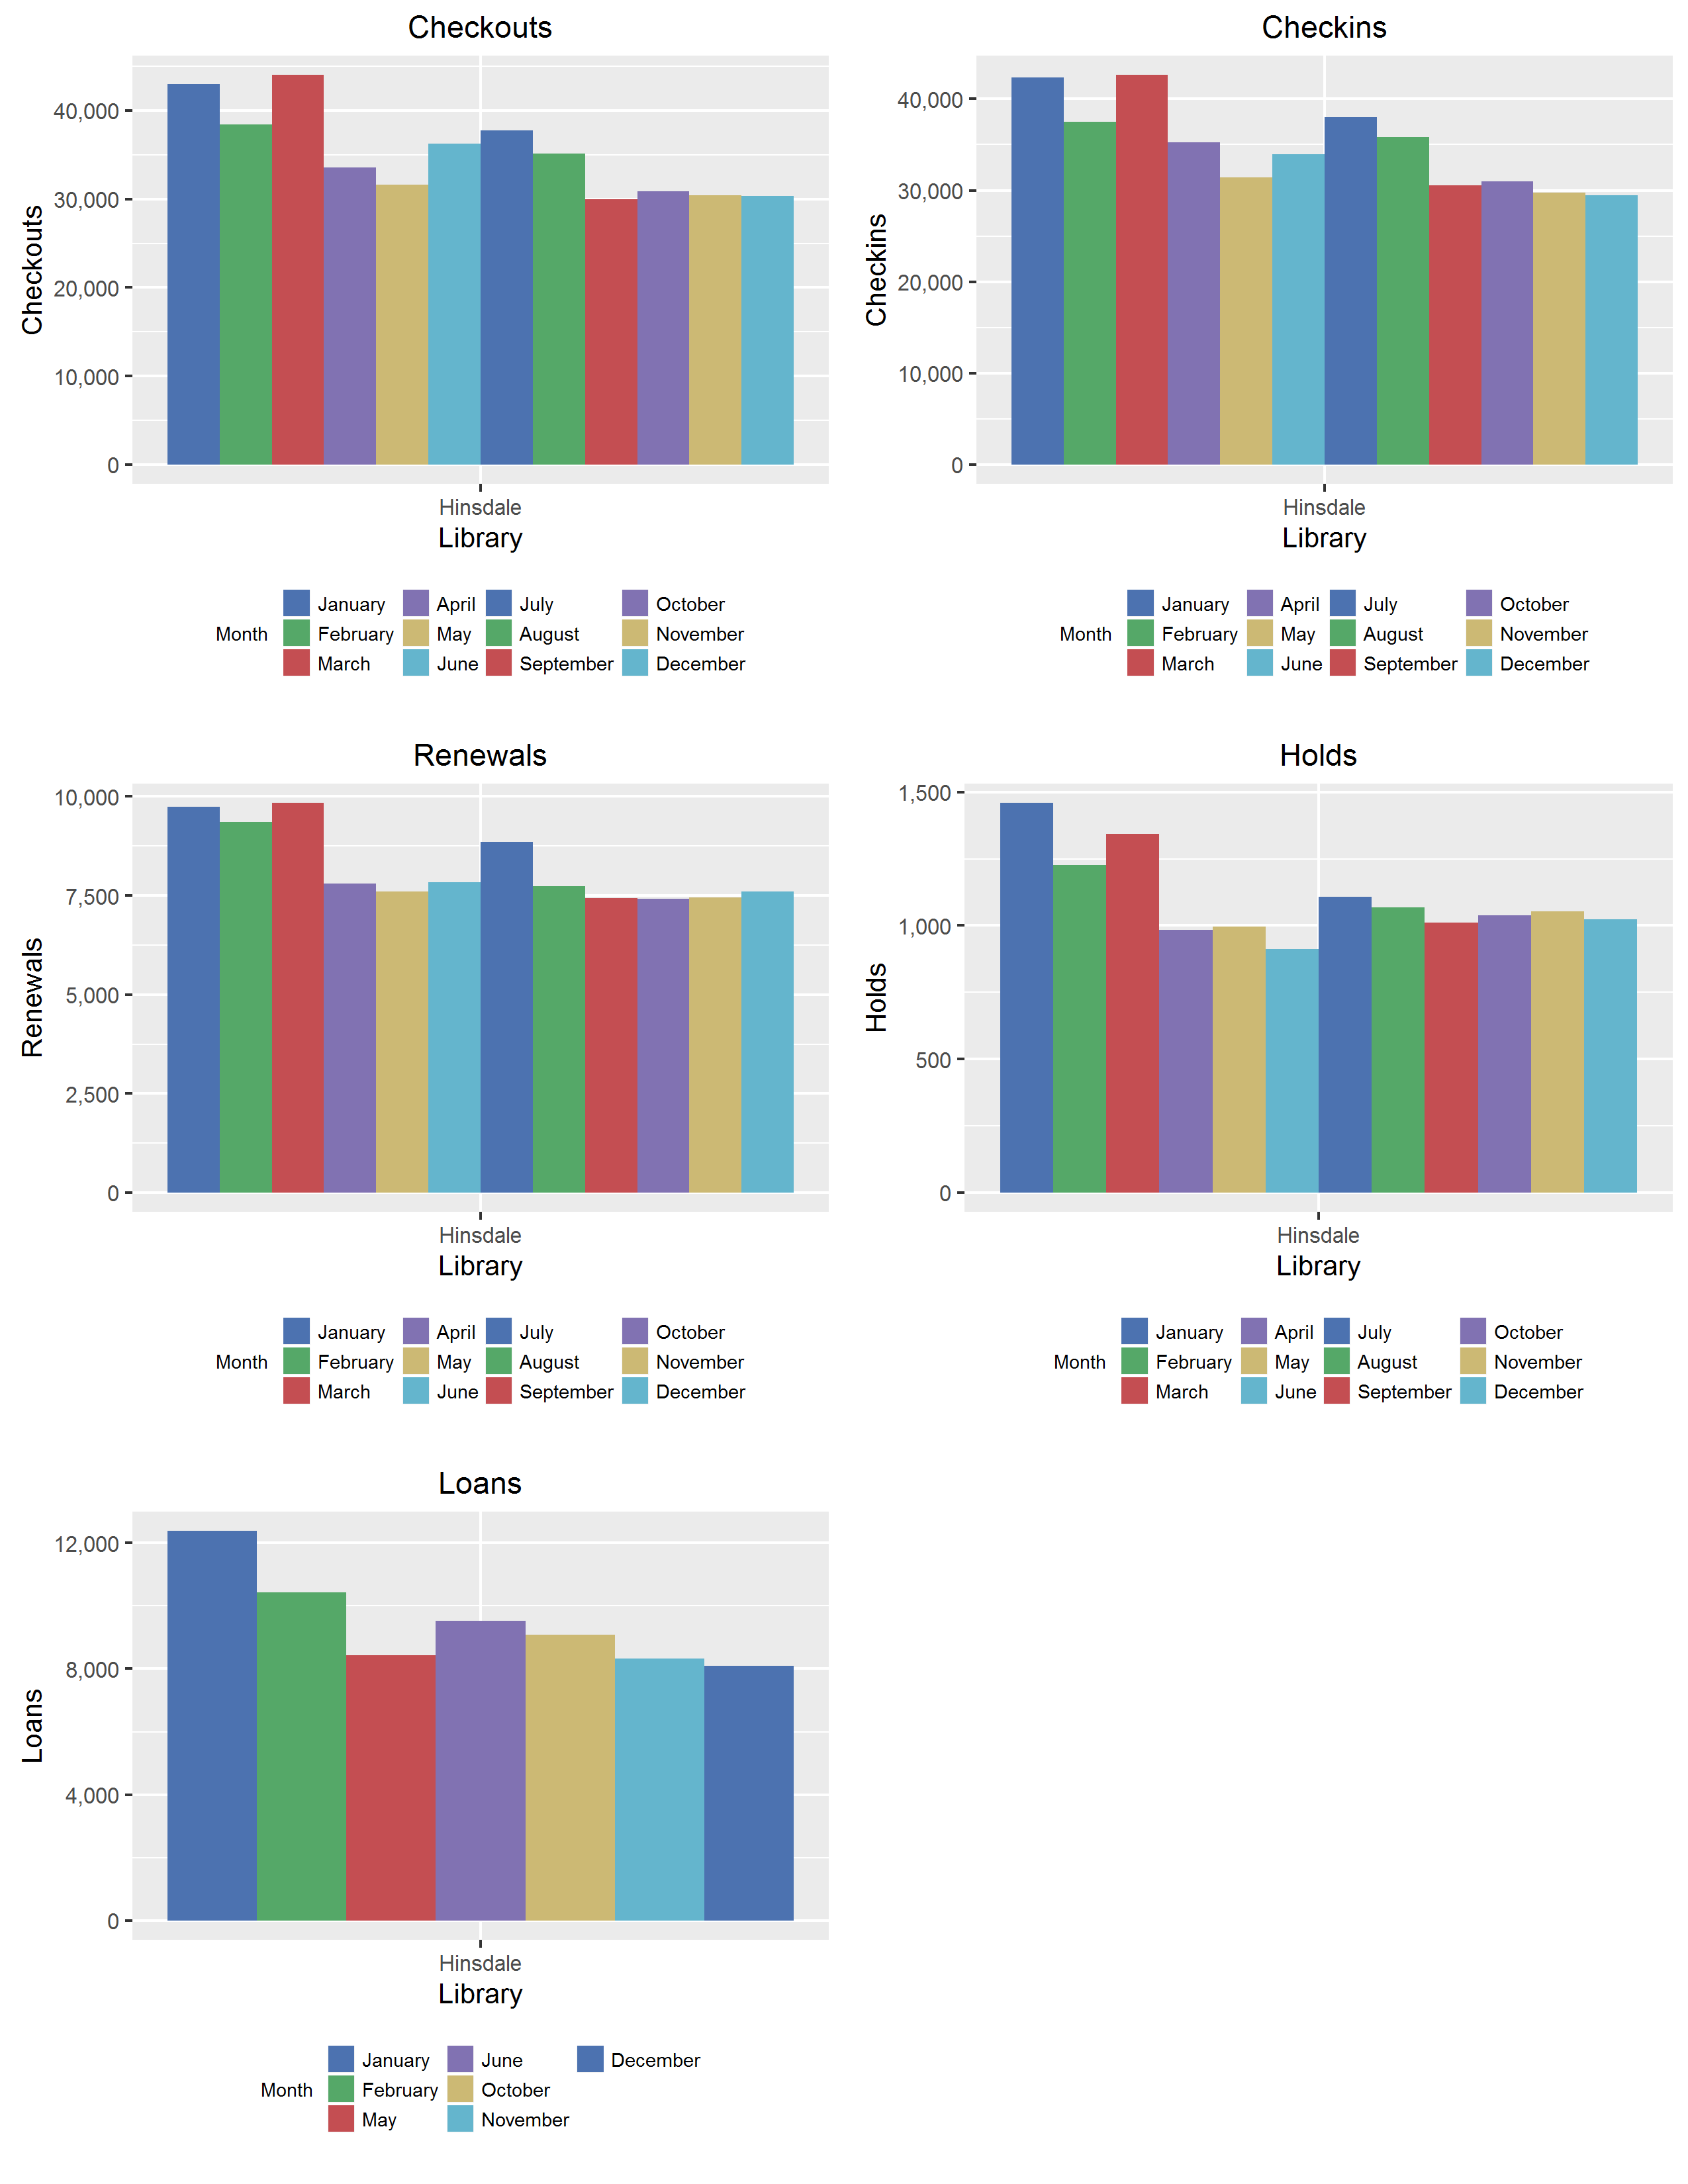 Checkouts
40,000
30,000
20,000
10,000
0
Checkouts
Hinsdale
Library
Month
January
February
March
April
May
June
July
August
September
October
November
December
Checkins
40,000
30,000
20,000
10,000
0
Checkins
Hinsdale
Library
Month
January
February
March
April
May
June
July
August
September
October
November
December
Renewals
10,000
7,500
5,000
2,500
0
Renewals
Hinsdale
Library
Month
January
February
March
April
May
June
July
August
September
October
November
December
Holds
1,500
1,000
500
0
Holds
Hinsdale
Library
Month
January
February
March
April
May
June
July
August
September
October
November
December
Loans
12,000
8,000
4,000
0
Loans
Hinsdale
Library
Month
January
February
May
June
October
November
December